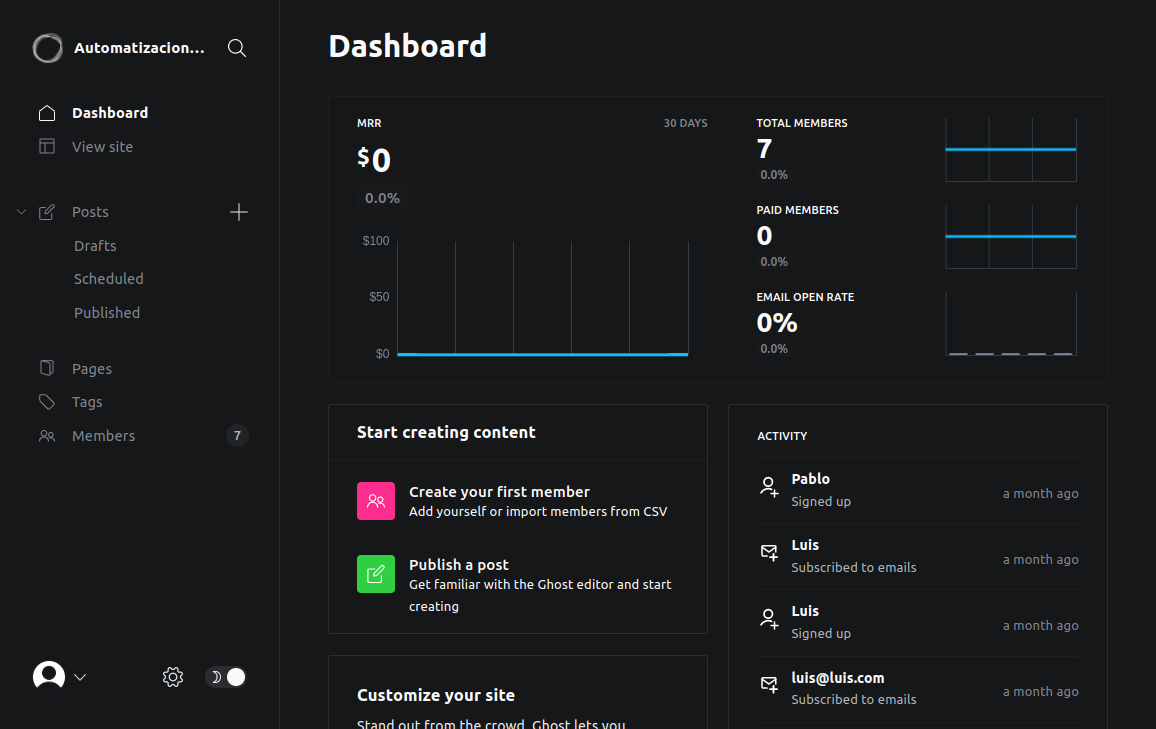 Automatizacion...
Dashboard
View site
Posts
Drafts
Scheduled
Published
Pages
Tags
Members 7
Dashboard
MRR 30 DAYS
$0
0.0%
$100
$50
$0
TOTAL MEMBERS
7
0.0%
PAID MEMBERS
0
0.0%
EMAIL OPEN RATE
0%
0.0%
Start creating content
Create your first member
Add yourself or import members from CSV
Publish a post
Get familiar with the Ghost editor and start
creating
Customize your site
Stand out from the crowd. Ghost lets you
ACTIVITY
Pablo
Signed up a month ago
Luis
Subscribed to emails a month ago
Luis
Signed up a month ago
luis@luis.com
Subscribed to emails a month ago